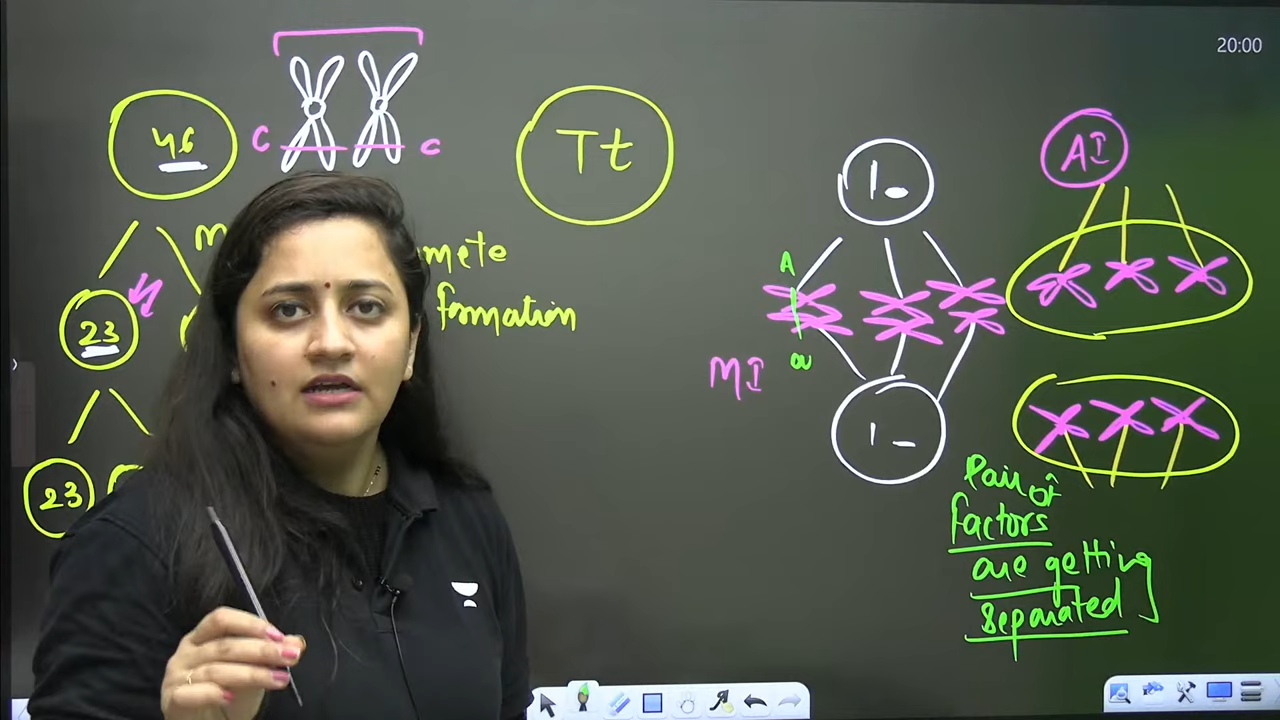 20:00
46
C
c
Tt
AI
mete
formation
A
a
MI
23
23
Pair of
factors
are getting
separated